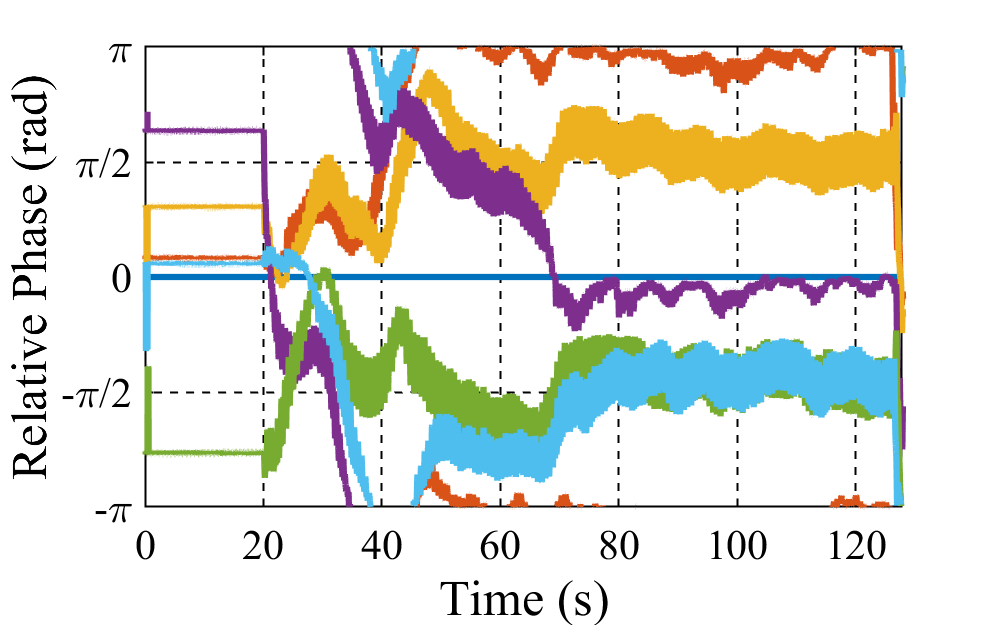 π
π/2
0
-π/2
-π
Relative Phase (rad)
0 20 40 60 80 100 120
Time (s)